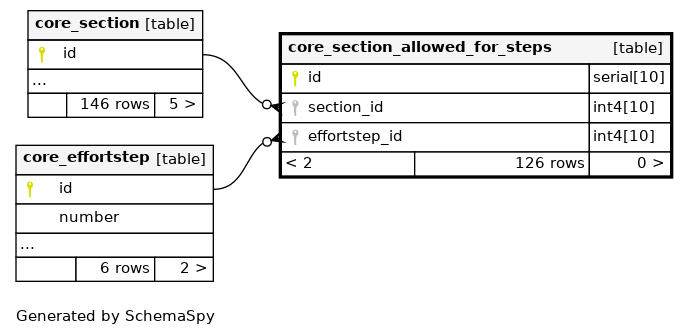 core_section [table]
id
...
146 rows 5 >
core_section_allowed_for_steps [table]
id serial[10]
section_id int4[10]
effortstep_id int4[10]
< 2 126 rows 0 >
core_effortstep [table]
id
number
...
6 rows 2 >
Generated by SchemaSpy